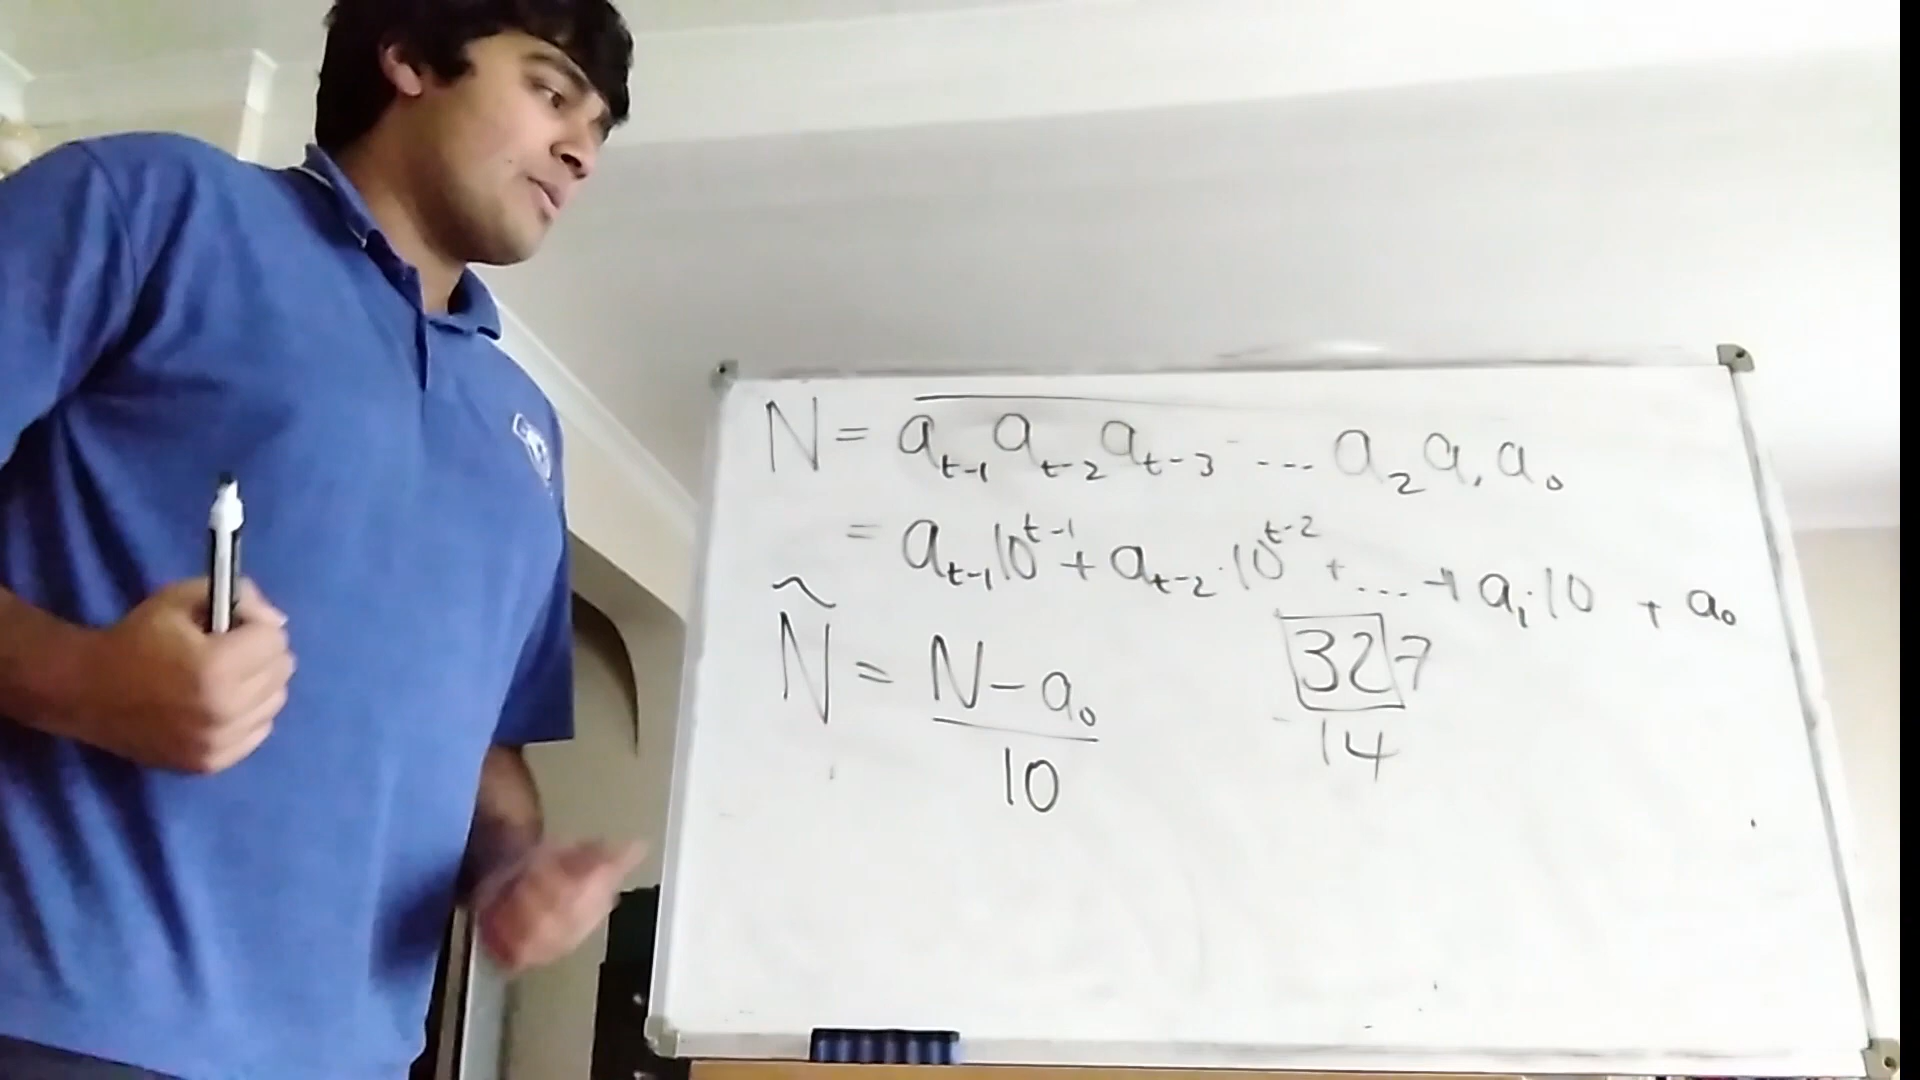 N = a_{t-1} a_{t-2} a_{t-3} ... a_2 a_1 a_0
= a_{t-1} 10^{t-1} + a_{t-2} · 10^{t-2} + ... + a_1 · 10 + a_0
Ñ = N - a_0 / 10
327
- 14